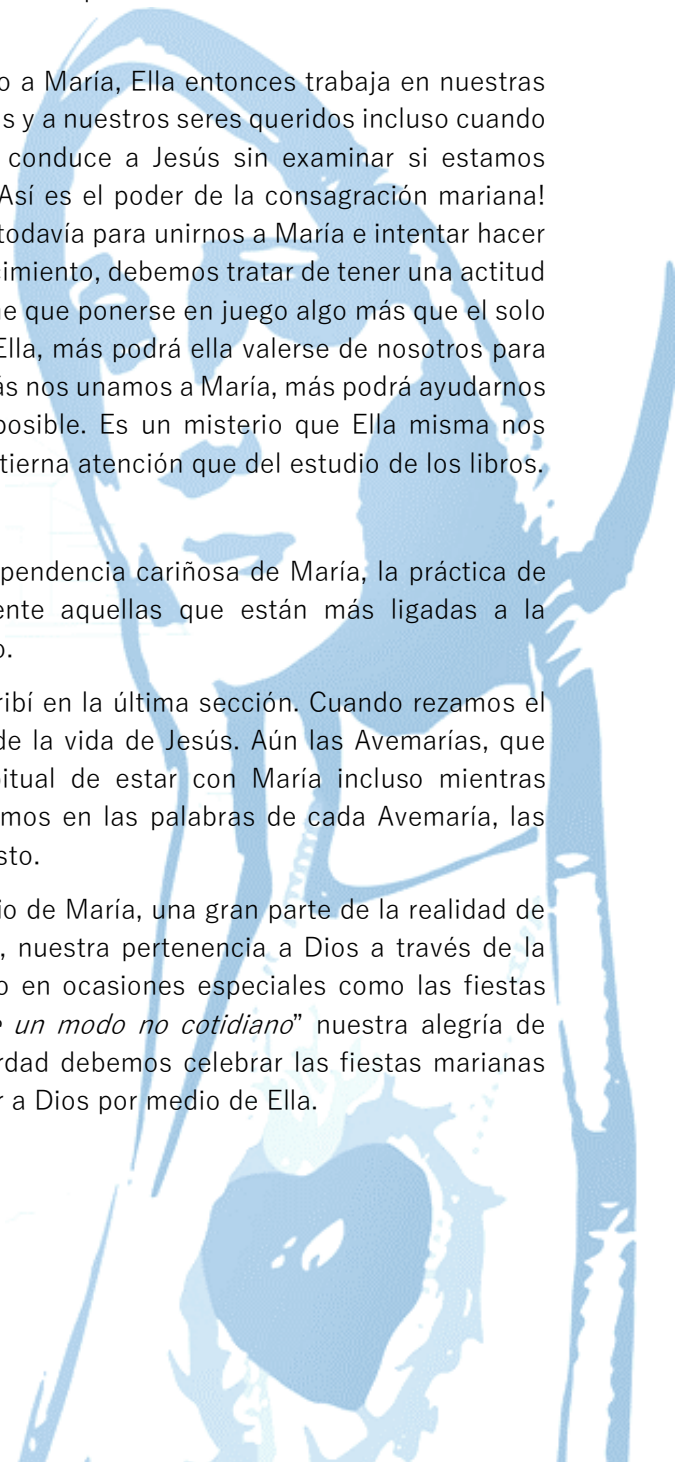 o a María, Ella entonces trabaja en nuestras
s y a nuestros seres queridos incluso cuando
conduce a Jesús sin examinar si estamos
Así es el poder de la consagración mariana!
todavía para unirnos a María e intentar hacer
cimiento, debemos tratar de tener una actitud
ne que ponerse en juego algo más que el solo
Ella, más podrá ella valerse de nosotros para
ás nos unamos a María, más podrá ayudarnos
posible. Es un misterio que Ella misma nos
tierna atención que del estudio de los libros.
pendencia cariñosa de María, la práctica de
ente aquellas que están más ligadas a la
o.
ribí en la última sección. Cuando rezamos el
de la vida de Jesús. Aún las Avemarías, que
bitual de estar con María incluso mientras
mos en las palabras de cada Avemaría, las
sto.
io de María, una gran parte de la realidad de
, nuestra pertenencia a Dios a través de la
o en ocasiones especiales como las fiestas
e un modo no cotidiano” nuestra alegría de
rdad debemos celebrar las fiestas marianas
r a Dios por medio de Ella.